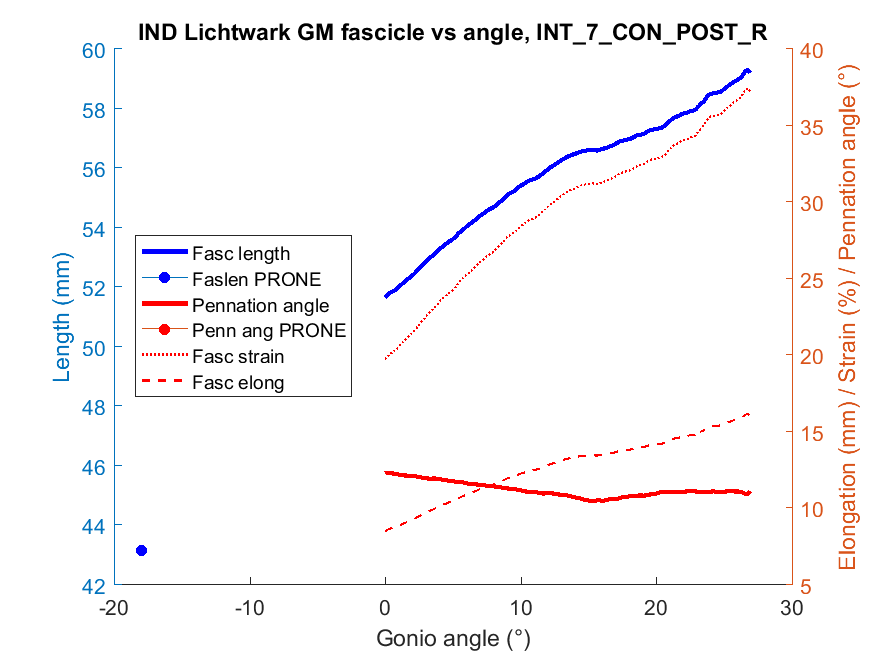 IND Lichtwark GM fascicle vs angle, INT_7_CON_POST_R
60
58
56
54
52
50
48
46
44
42
Length (mm)
40
35
30
25
20
15
10
5
Elongation (mm) / Strain (%) / Pennation angle (°)
Fasc length
Faslen PRONE
Pennation angle
Penn ang PRONE
Fasc strain
Fasc elong
-20
-10
0
10
20
30
Gonio angle (°)